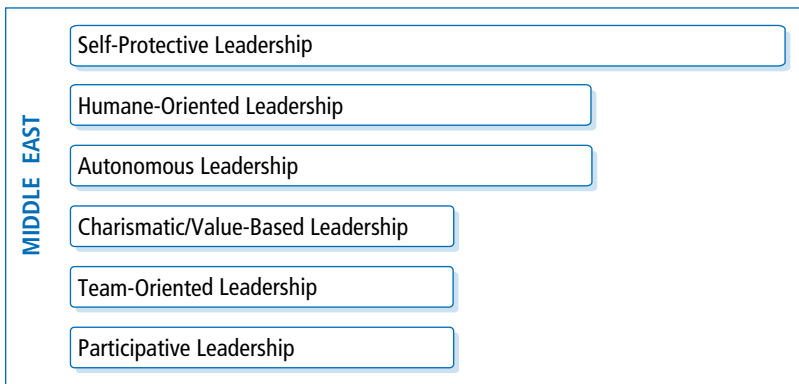 MIDDLE EAST
Self-Protective Leadership
Humane-Oriented Leadership
Autonomous Leadership
Charismatic/Value-Based Leadership
Team-Oriented Leadership
Participative Leadership